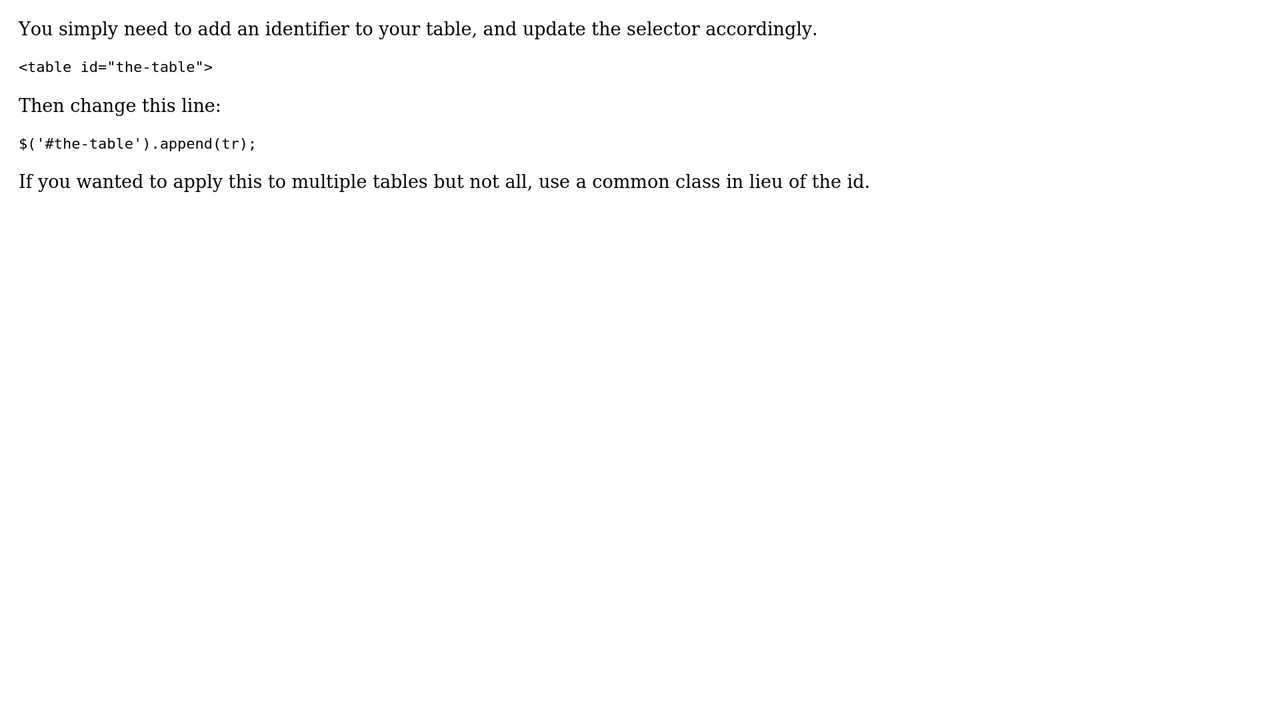 You simply need to add an identifier to your table, and update the selector accordingly.
<table id="the-table">
Then change this line:
$('#the-table').append(tr);
If you wanted to apply this to multiple tables but not all, use a common class in lieu of the id.